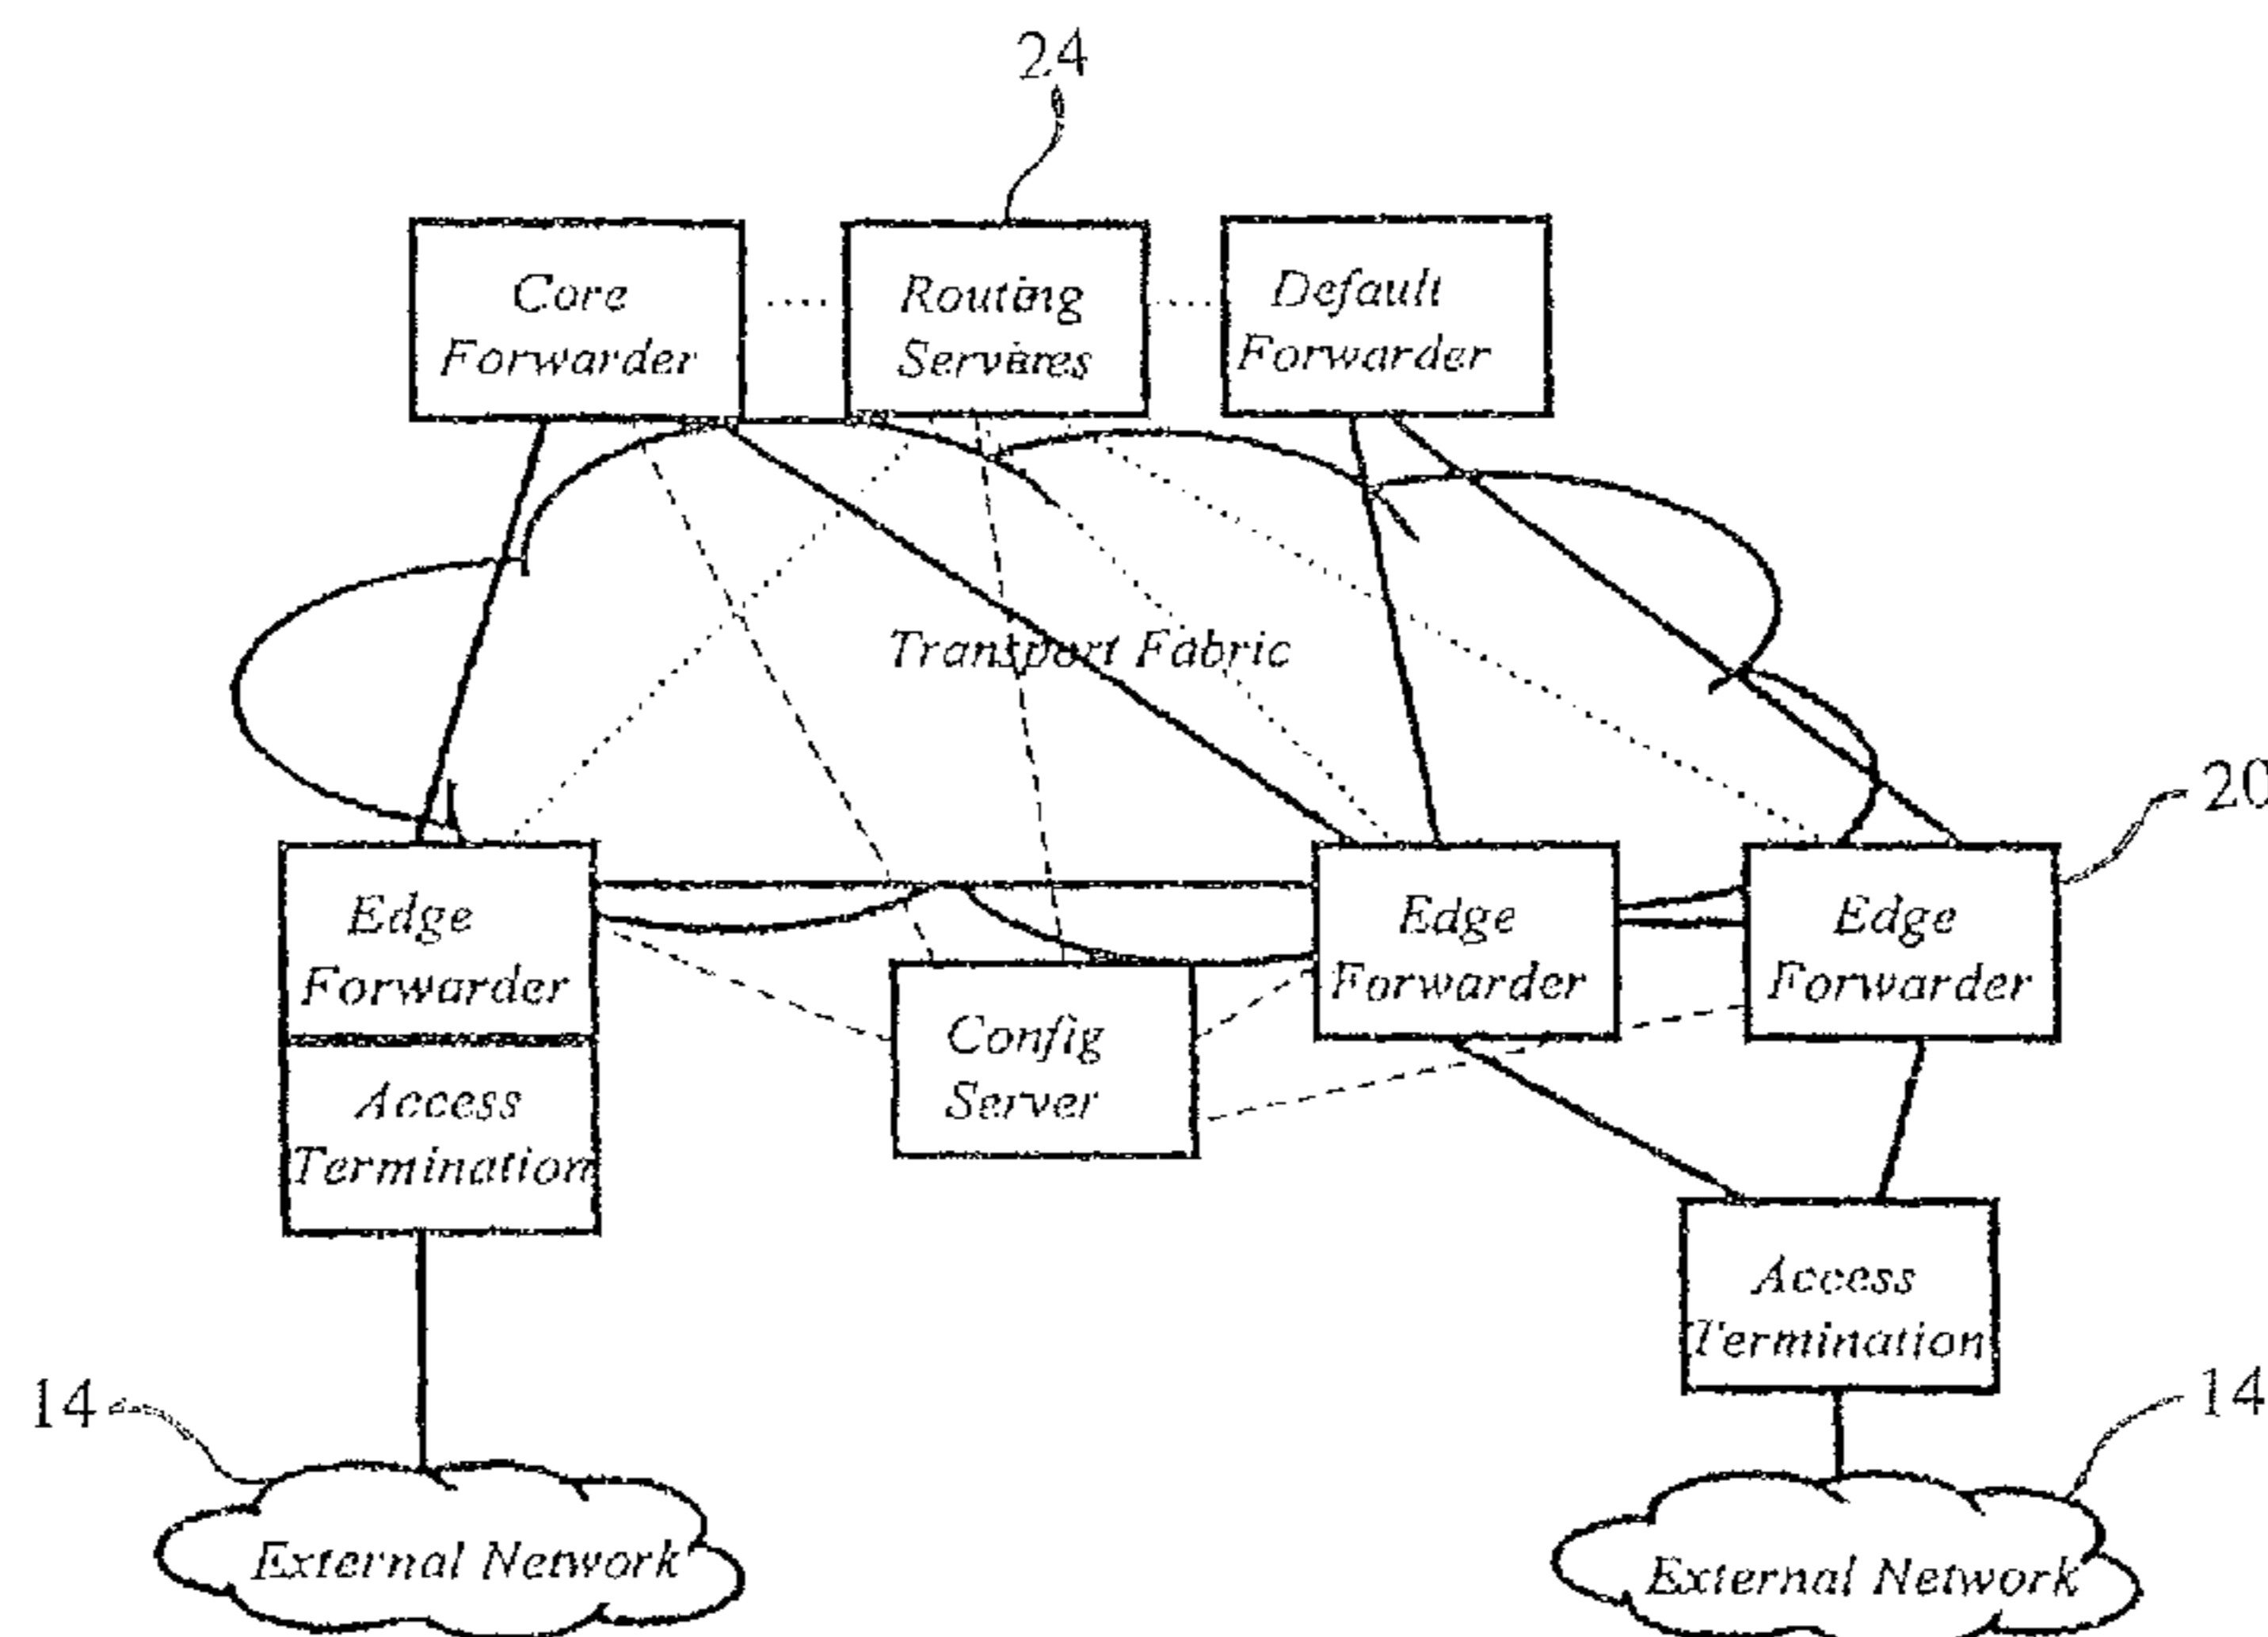 24
Core
Forwarder
Routing
Servires
Default
Forwarder
Transport Fabric
20
Edge
Forwarder
Edge
Forwarder
Edge
Forwarder
Config
Server
Access
Termination
Access
Termination
14
14
External Network
External Network